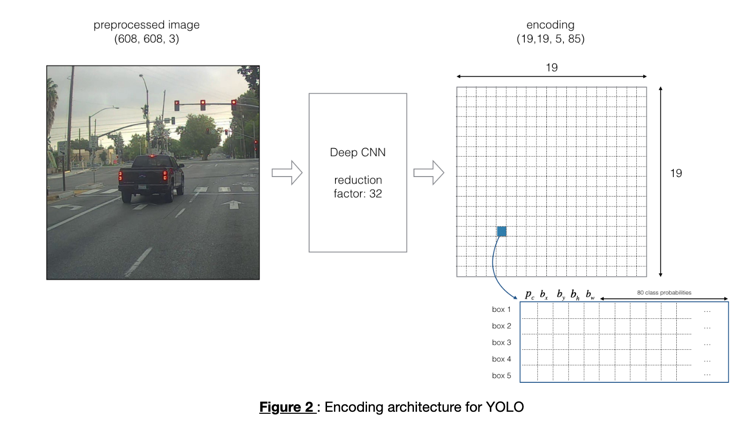 preprocessed image
(608, 608, 3)
encoding
(19,19, 5, 85)
19
Deep CNN
reduction
factor: 32
19
p_c b_x b_y b_h b_w
80 class probabilities
box 1 ...
box 2 ...
box 3 ...
box 4 ...
box 5 ...
Figure 2 : Encoding architecture for YOLO